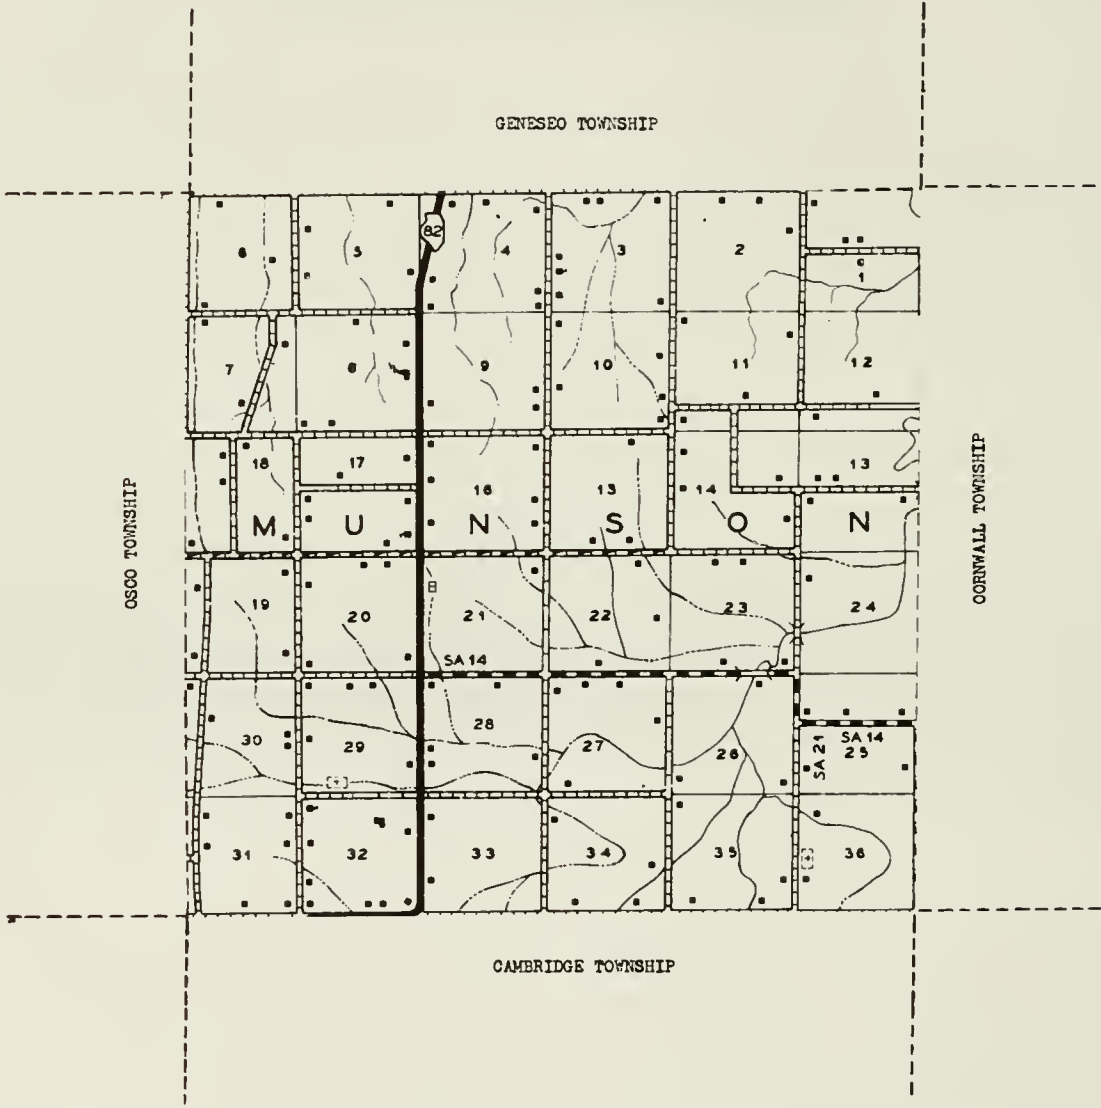 GENESEO TOWNSHIP
82
6 5 4 3 2
1
7 8 9 10 11 12
18 17 16 13 14 13
M U N S O N
OSCO TOWNSHIP
CORNWALL TOWNSHIP
19 20 21 22 23 24
SA 14
30 29 28 27 26 SA 21 SA 14
25
31 32 33 34 35 36
CAMBRIDGE TOWNSHIP